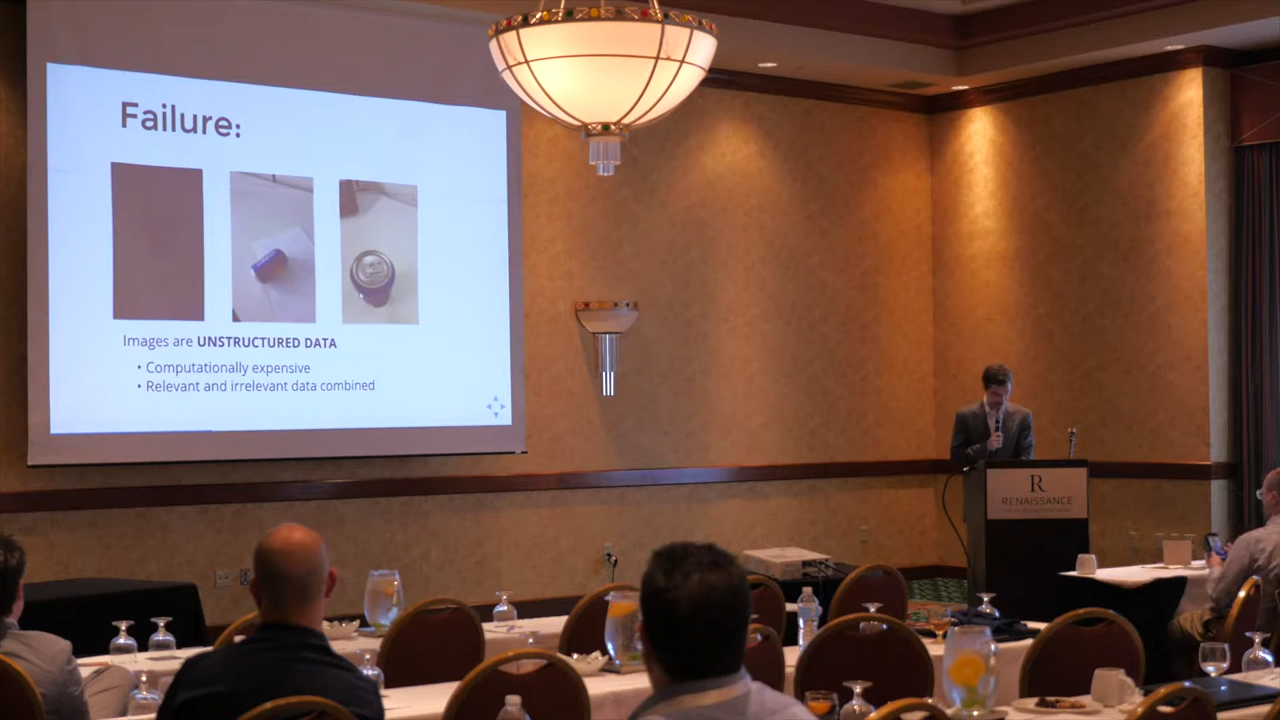 Failure:
Images are UNSTRUCTURED DATA
• Computationally expensive
• Relevant and irrelevant data combined
R
RENAISSANCE